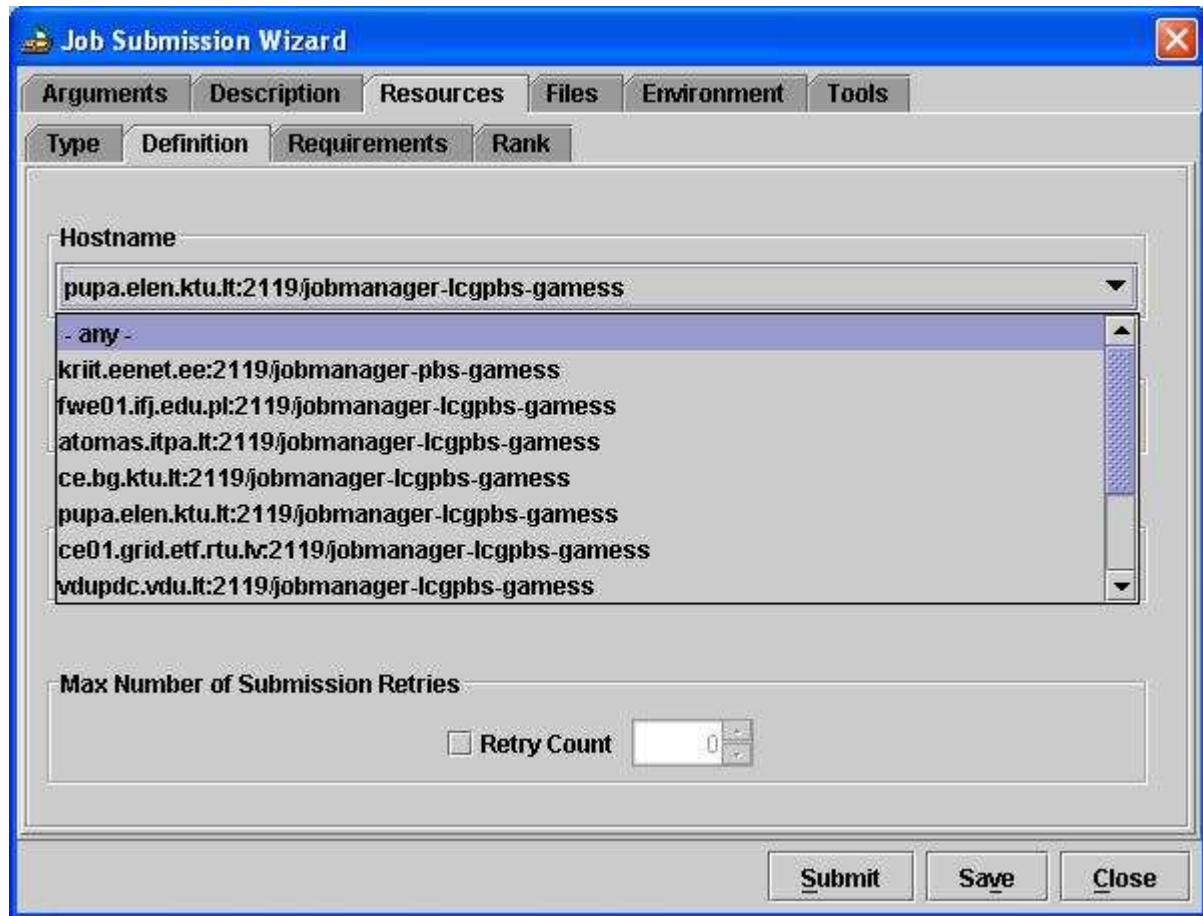 Job Submission Wizard
Arguments Description Resources Files Environment Tools
Type Definition Requirements Rank
Hostname
pupa.elen.ktu.lt:2119/jobmanager-lcgpbs-gamess
- any -
kriit.eenet.ee:2119/jobmanager-pbs-gamess
fwe01.ifj.edu.pl:2119/jobmanager-lcgpbs-gamess
atomas.itpa.lt:2119/jobmanager-lcgpbs-gamess
ce.bg.ktu.lt:2119/jobmanager-lcgpbs-gamess
pupa.elen.ktu.lt:2119/jobmanager-lcgpbs-gamess
ce01.grid.etf.rtu.lv:2119/jobmanager-lcgpbs-gamess
vdupdc.vdu.lt:2119/jobmanager-lcgpbs-gamess
Max Number of Submission Retries
Retry Count 0
Submit Save Close